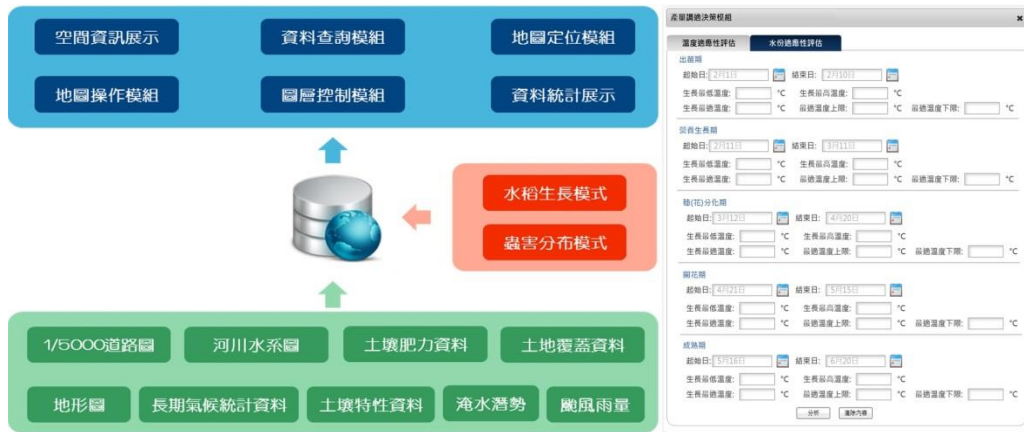 空間資訊展示
資料查詢模組
地圖定位模組
地圖操作模組
圖層控制模組
資料統計展示
水稻生長模式
蟲害分布模式
1/5000道路圖
河川水系圖
土壤肥力資料
土地覆蓋資料
地形圖
長期氣候統計資料
土壤特性資料
淹水潛勢
颱風雨量
產量調適決策模組
溫度適應性評估 水份適應性評估
出苗期
起始日: 2月1日 結束日: 2月10日
生長最低溫度: °C 生長最高溫度: °C
生長最適溫度: °C 最適溫度上限: °C 最適溫度下限: °C
營養生長期
起始日: 2月11日 結束日: 3月11日
生長最低溫度: °C 生長最高溫度: °C
生長最適溫度: °C 最適溫度上限: °C 最適溫度下限: °C
穗(花)分化期
起始日: 3月12日 結束日: 4月20日
生長最低溫度: °C 生長最高溫度: °C
生長最適溫度: °C 最適溫度上限: °C 最適溫度下限: °C
開花期
起始日: 4月21日 結束日: 5月15日
生長最低溫度: °C 生長最高溫度: °C
生長最適溫度: °C 最適溫度上限: °C 最適溫度下限: °C
成熟期
起始日: 5月16日 結束日: 6月20日
生長最低溫度: °C 生長最高溫度: °C
生長最適溫度: °C 最適溫度上限: °C 最適溫度下限: °C
分析 清除內容